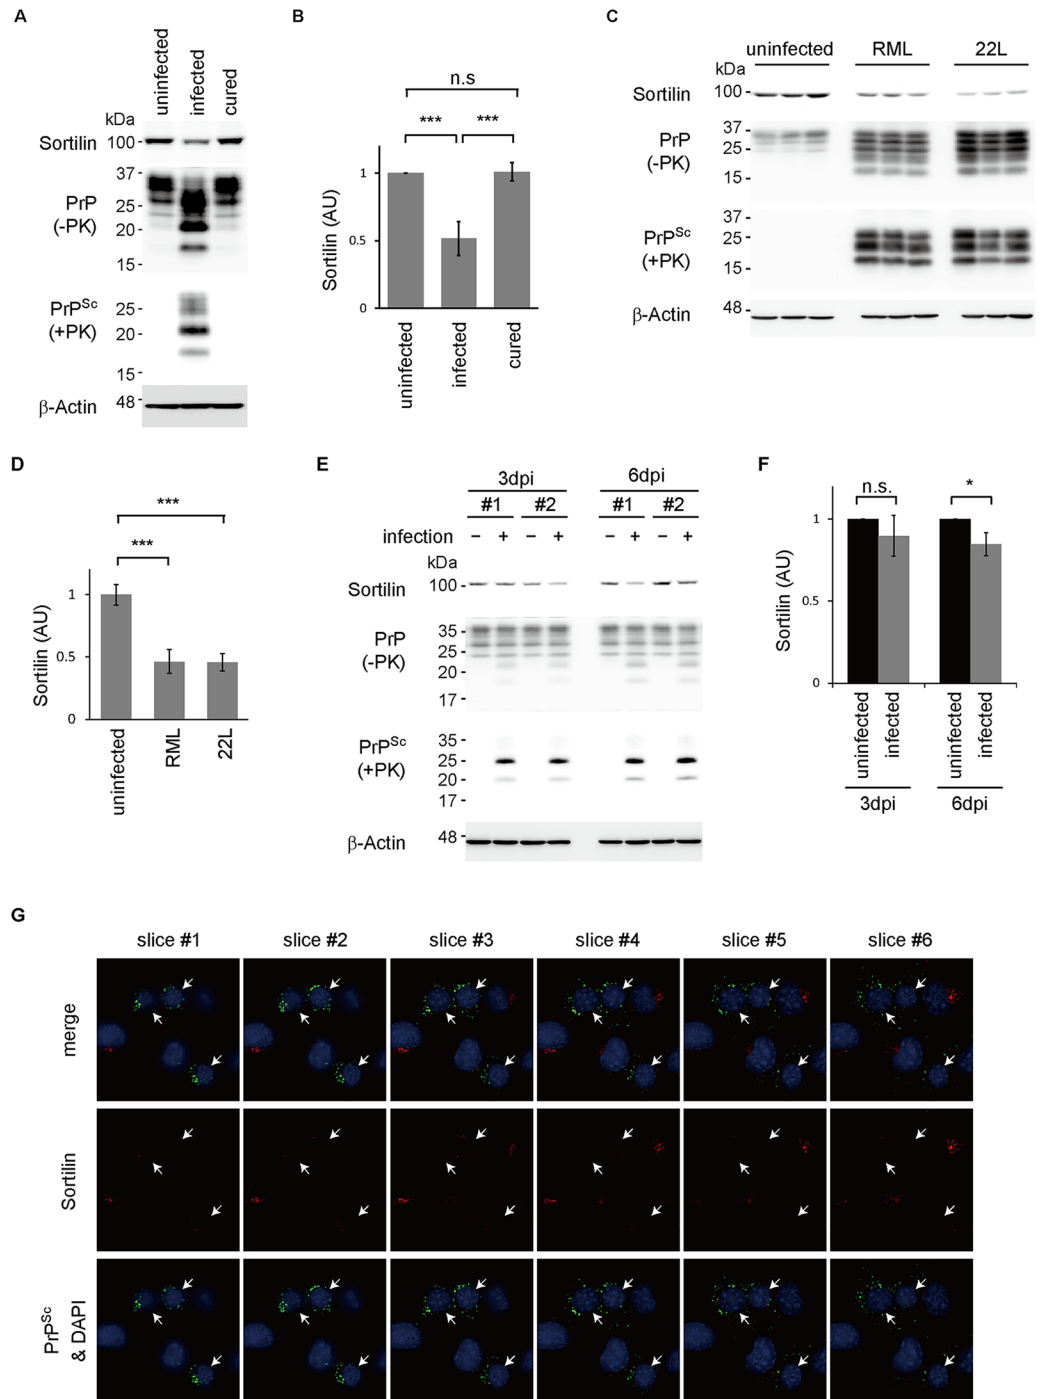 A
uninfected
infected
cured
kDa
Sortilin
100
37
PrP
(-PK)
25
20
15
PrPSc
(+PK)
25
20
15
48
β-Actin
B
n.s
***
***
Sortilin (AU)
1
0.5
0
uninfected
infected
cured
C
uninfected
RML
22L
kDa
Sortilin
100
PrP
(-PK)
37
25
15
PrPSc
(+PK)
37
25
15
48
β-Actin
D
***
***
Sortilin (AU)
1
0.5
0
uninfected
RML
22L
E
3dpi
6dpi
#1
#2
#1
#2
infection
– + – + – + – +
kDa
Sortilin
100
PrP
(-PK)
35
25
20
17
PrPSc
(+PK)
35
25
20
17
48
β-Actin
F
n.s.
*
Sortilin (AU)
1
0.5
0
uninfected
infected
uninfected
infected
3dpi
6dpi
G
slice #1
slice #2
slice #3
slice #4
slice #5
slice #6
merge
Sortilin
PrPSc
& DAPI